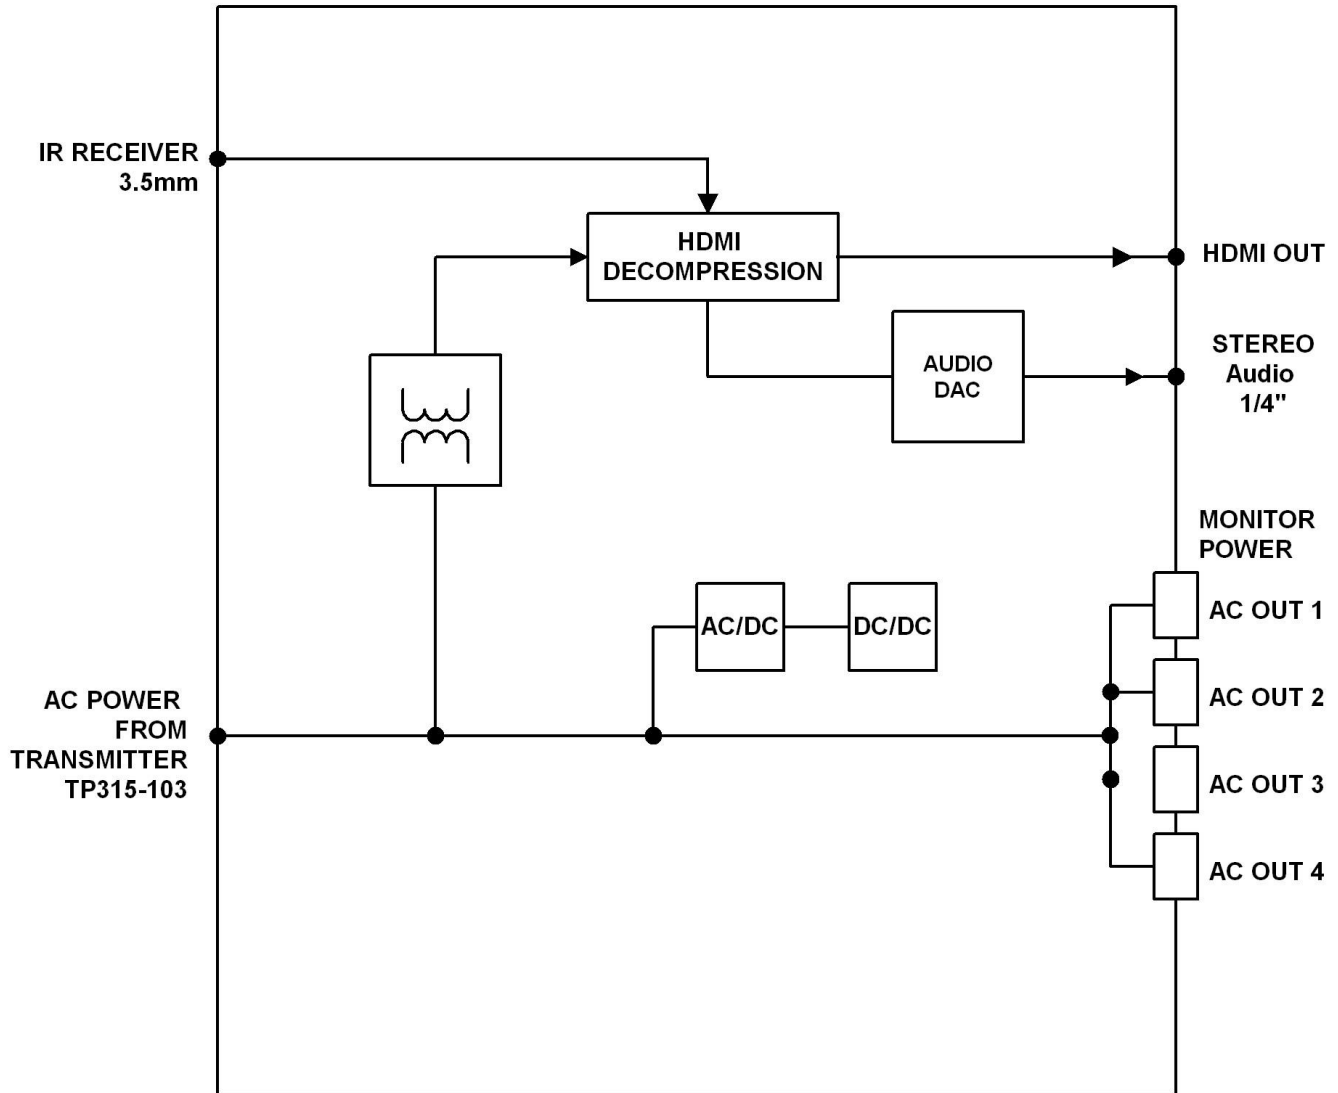 IR RECEIVER
3.5mm
HDMI
DECOMPRESSION
HDMI OUT
AUDIO
DAC
STEREO
Audio
1/4"
MONITOR
POWER
AC/DC
DC/DC
AC OUT 1
AC OUT 2
AC OUT 3
AC OUT 4
AC POWER
FROM
TRANSMITTER
TP315-103